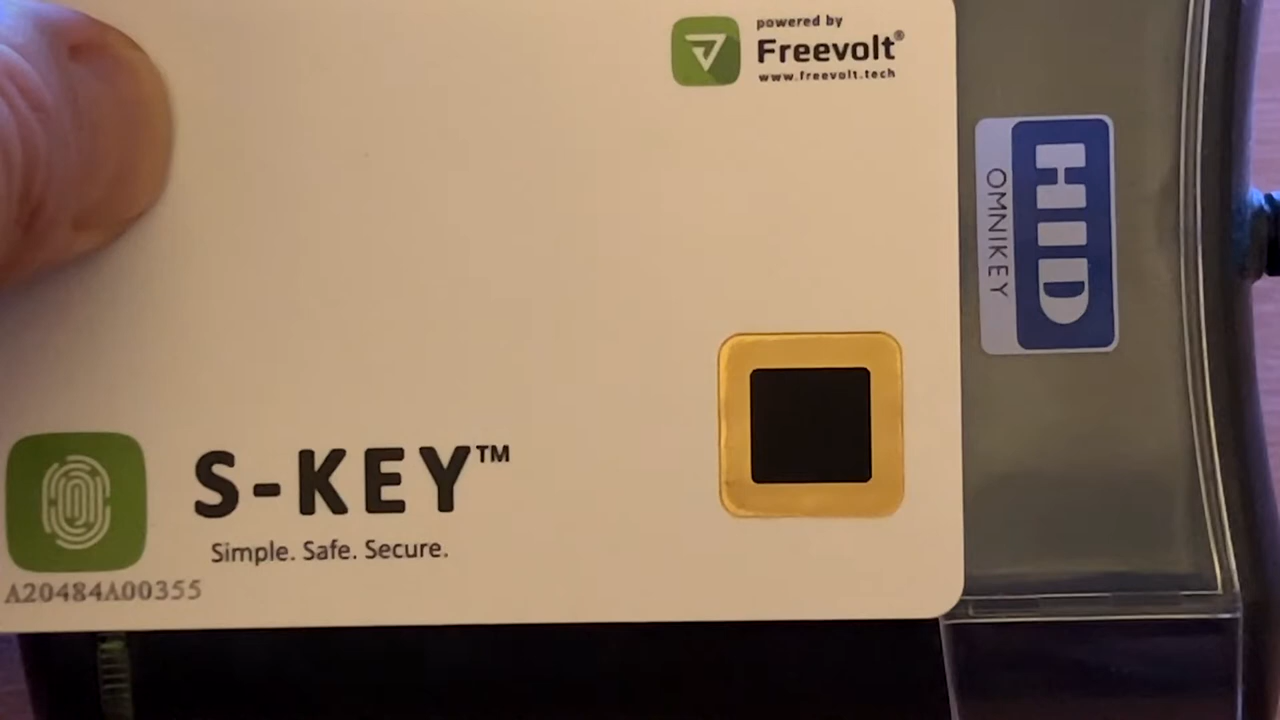 powered by
Freevolt®
www.freevolt.tech
HID
OMNIKEY
S-KEY™
Simple. Safe. Secure.
A20484A00355